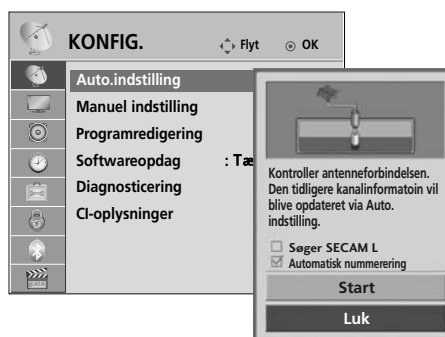 KONFIG.
Flyt
OK
Auto.indstilling
Manuel indstilling
Programredigering
Softwareopdag : Tæ
Diagnosticering
CI-oplysninger
Kontroller antenneforbindelsen.
Den tidligere kanalinformatoin vil
blive opdateret via Auto.
indstilling.
Søger SECAM L
Automatisk nummerering
Start
Luk